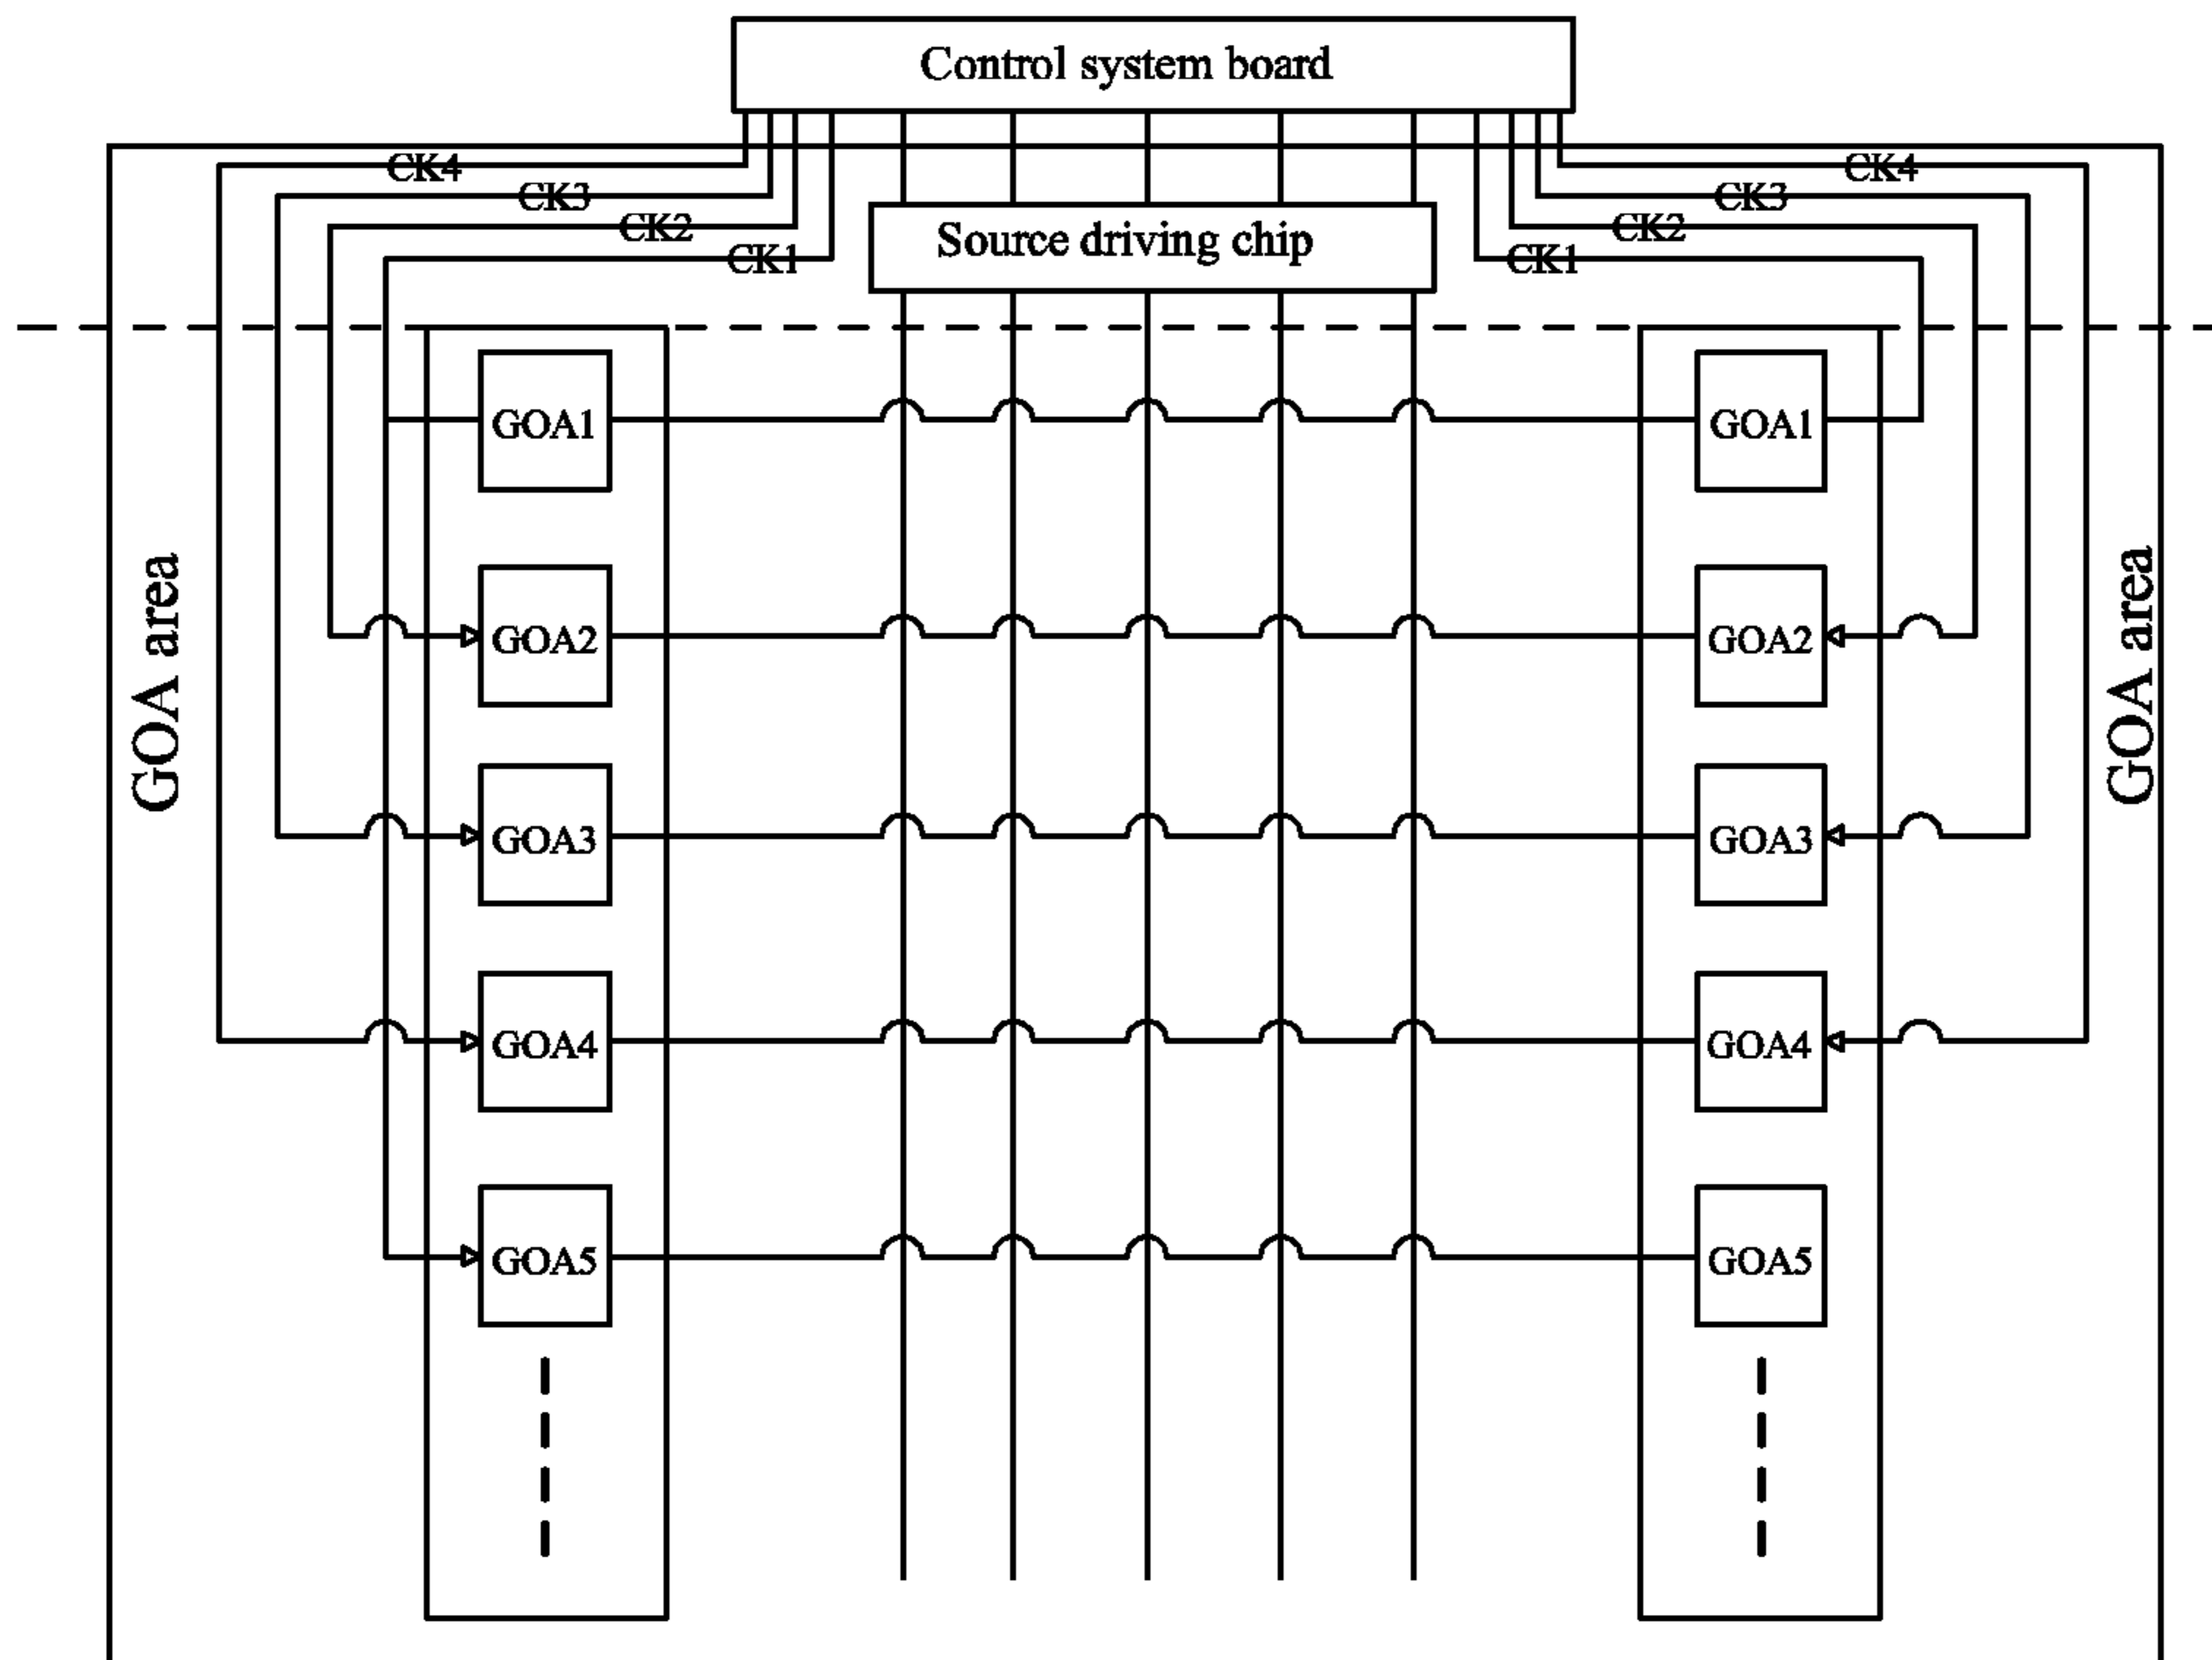 Control system board
CK4
CK4
CK3
CK3
CK2
CK2
Source driving chip
CK1
CK1
GOA1
GOA1
GOA area
GOA area
GOA2
GOA2
GOA3
GOA3
GOA4
GOA4
GOA5
GOA5